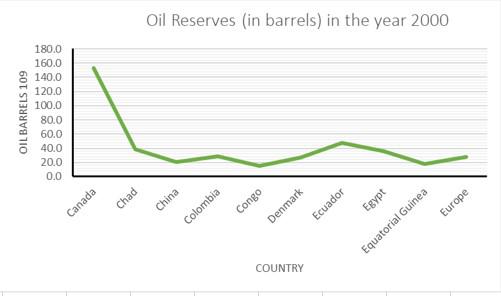 Oil Reserves (in barrels) in the year 2000
OIL BARRELS 109
180.0
160.0
140.0
120.0
100.0
80.0
60.0
40.0
20.0
0.0
Canada
Chad
China
Colombia
Congo
Denmark
Ecuador
Egypt
Equatorial Guinea
Europe
COUNTRY